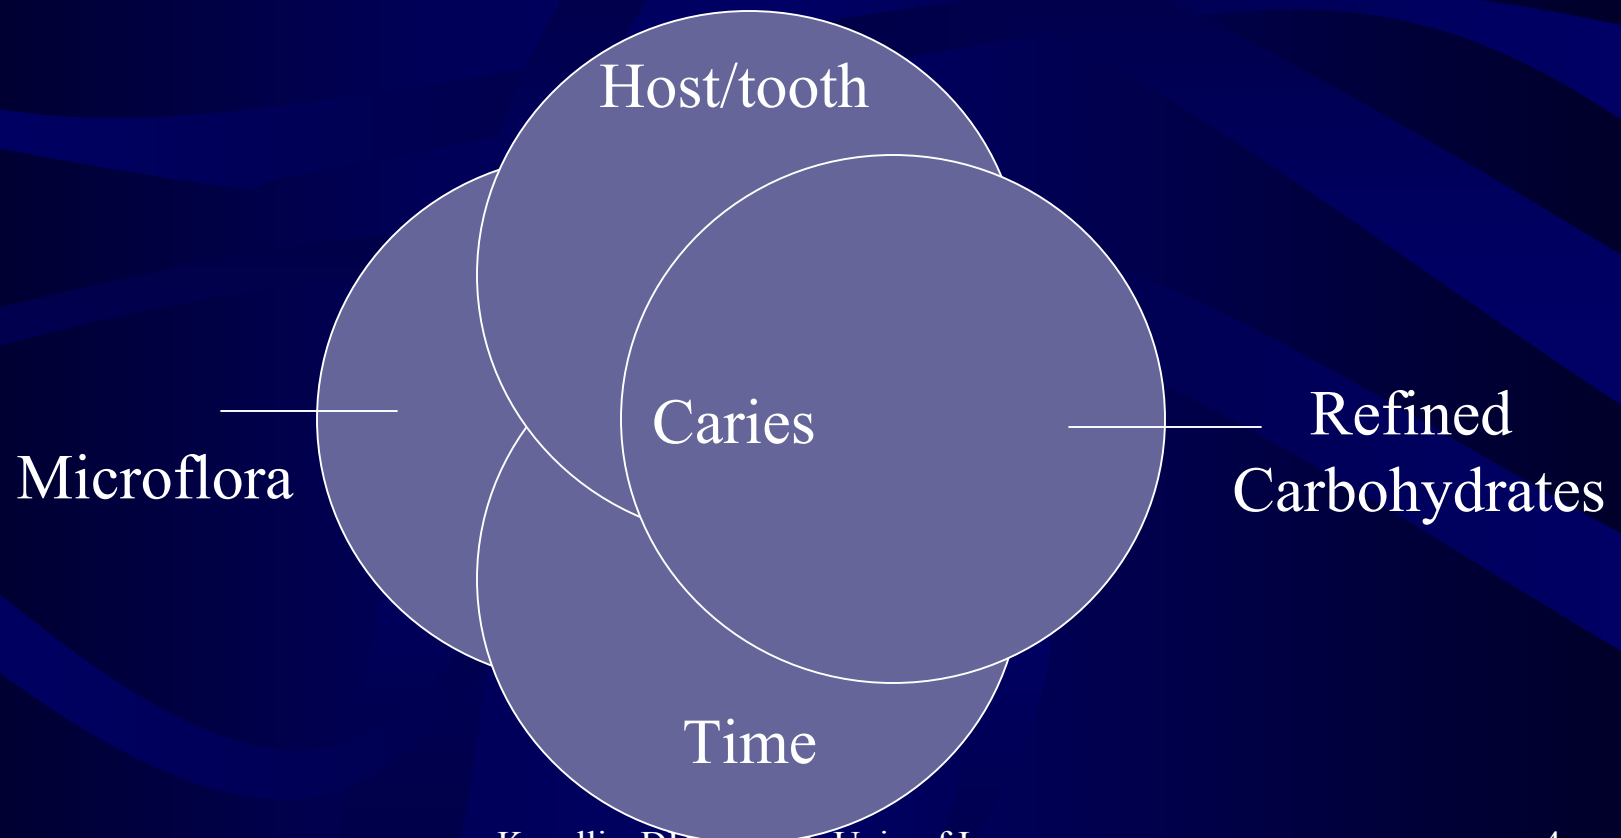 Host/tooth
Caries
Refined
Carbohydrates
Microflora
Time